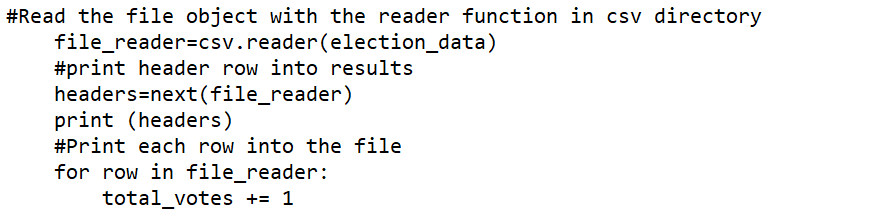 #Read the file object with the reader function in csv directory
file_reader=csv.reader(election_data)
#print header row into results
headers=next(file_reader)
print (headers)
#Print each row into the file
for row in file_reader:
total_votes += 1